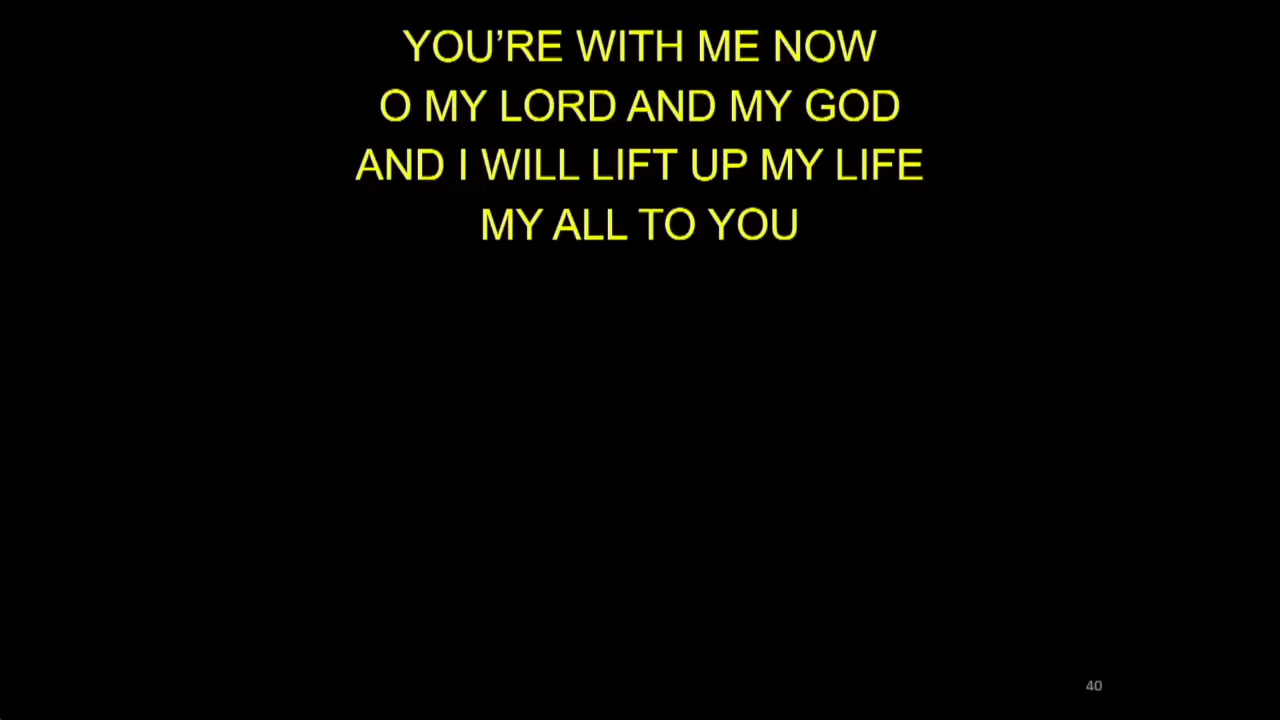 YOU’RE WITH ME NOW
O MY LORD AND MY GOD
AND I WILL LIFT UP MY LIFE
MY ALL TO YOU
40